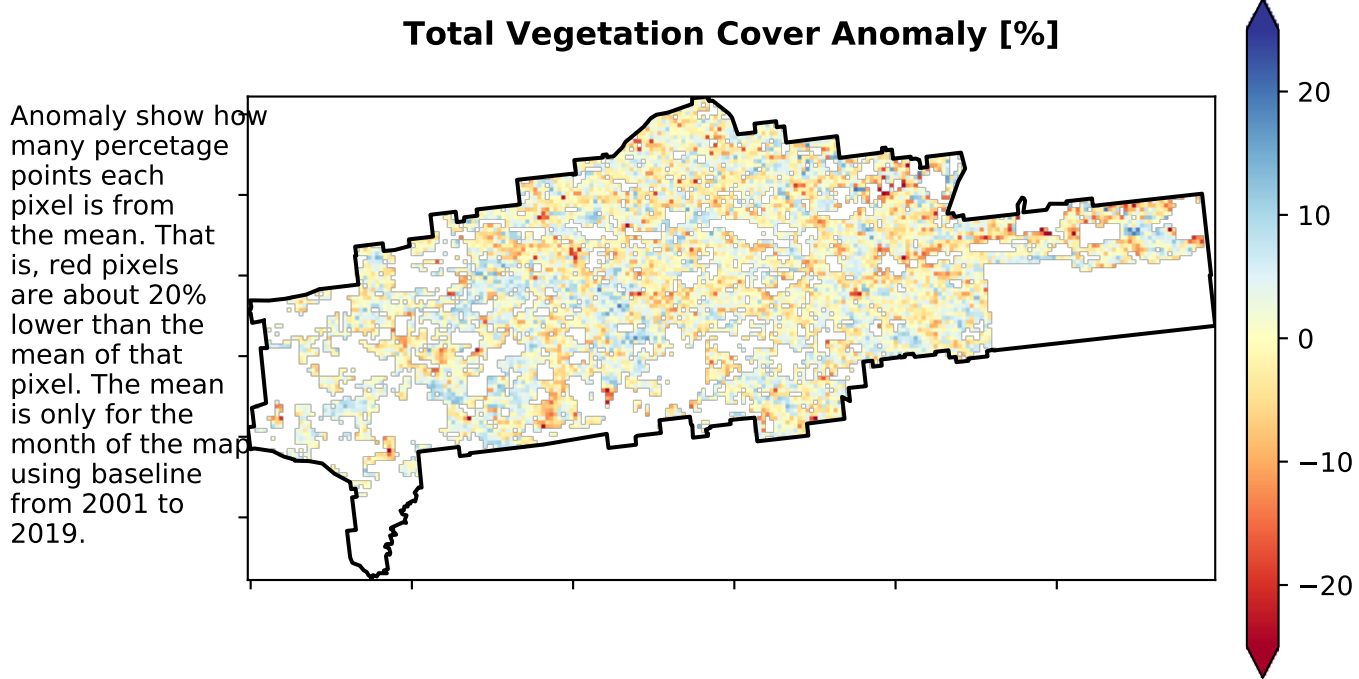 Total Vegetation Cover Anomaly [%]
Anomaly show how
many percetage
points each
pixel is from
the mean. That
is, red pixels
are about 20%
lower than the
mean of that
pixel. The mean
is only for the
month of the map
using baseline
from 2001 to
2019.
20
10
0
−10
−20